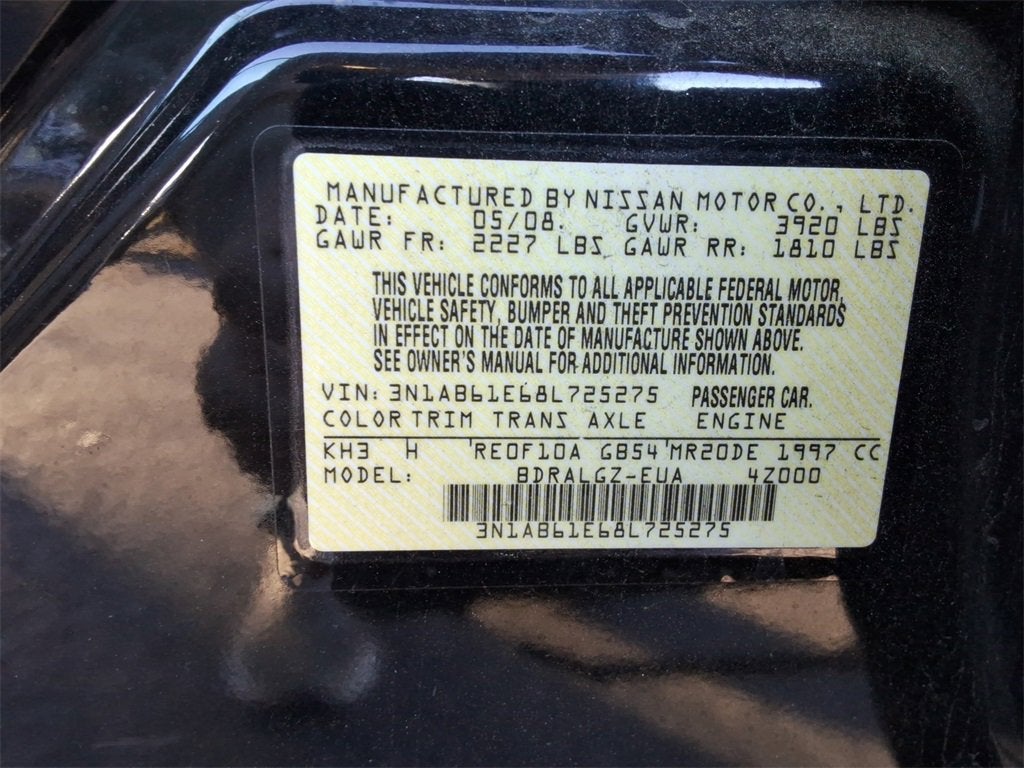 MANUFACTURED BY NISSAN MOTOR CO., LTD.
DATE: 05/08. GVWR: 3920 LBS
GAWR FR: 2227 LBS GAWR RR: 1810 LBS
THIS VEHICLE CONFORMS TO ALL APPLICABLE FEDERAL MOTOR,
VEHICLE SAFETY, BUMPER AND THEFT PREVENTION STANDARDS
IN EFFECT ON THE DATE OF MANUFACTURE SHOWN ABOVE.
SEE OWNER'S MANUAL FOR ADDITIONAL INFORMATION.
VIN: 3N1AB61E68L725275 PASSENGER CAR.
COLOR TRIM TRANS AXLE ENGINE
KH3 H RE0F10A GB54 MR20DE 1997 CC
MODEL: BDRALGZ-EUA 4Z000
3N1AB61E68L725275